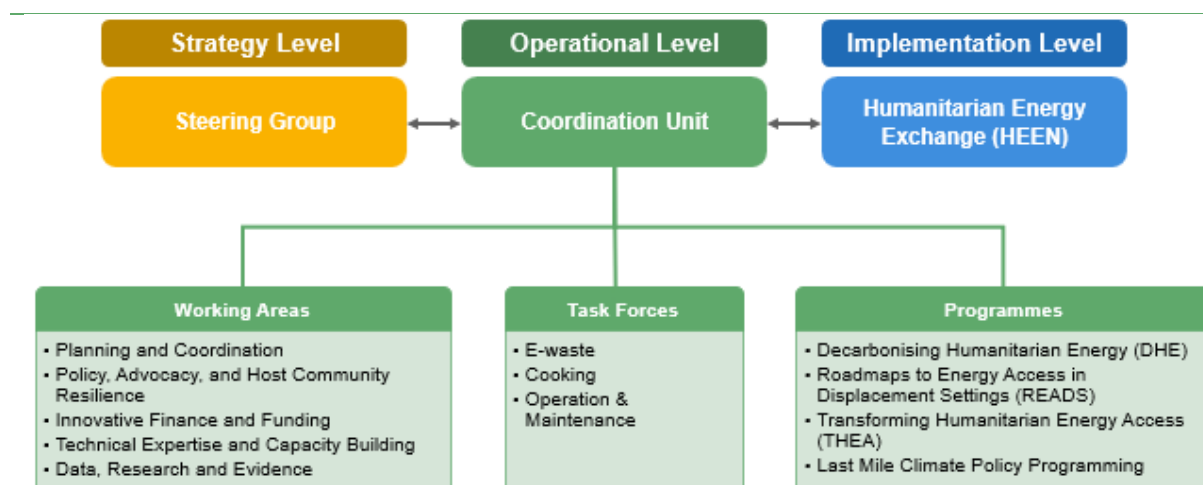 Strategy Level
Operational Level
Implementation Level
Steering Group
Coordination Unit
Humanitarian Energy
Exchange (HEEN)
Working Areas
▪ Planning and Coordination
▪ Policy, Advocacy, and Host Community
Resilience
▪ Innovative Finance and Funding
▪ Technical Expertise and Capacity Building
▪ Data, Research and Evidence
Task Forces
▪ E-waste
▪ Cooking
▪ Operation &
Maintenance
Programmes
▪ Decarbonising Humanitarian Energy (DHE)
▪ Roadmaps to Energy Access in
Displacement Settings (READS)
▪ Transforming Humanitarian Energy Access
(THEA)
▪ Last Mile Climate Policy Programming